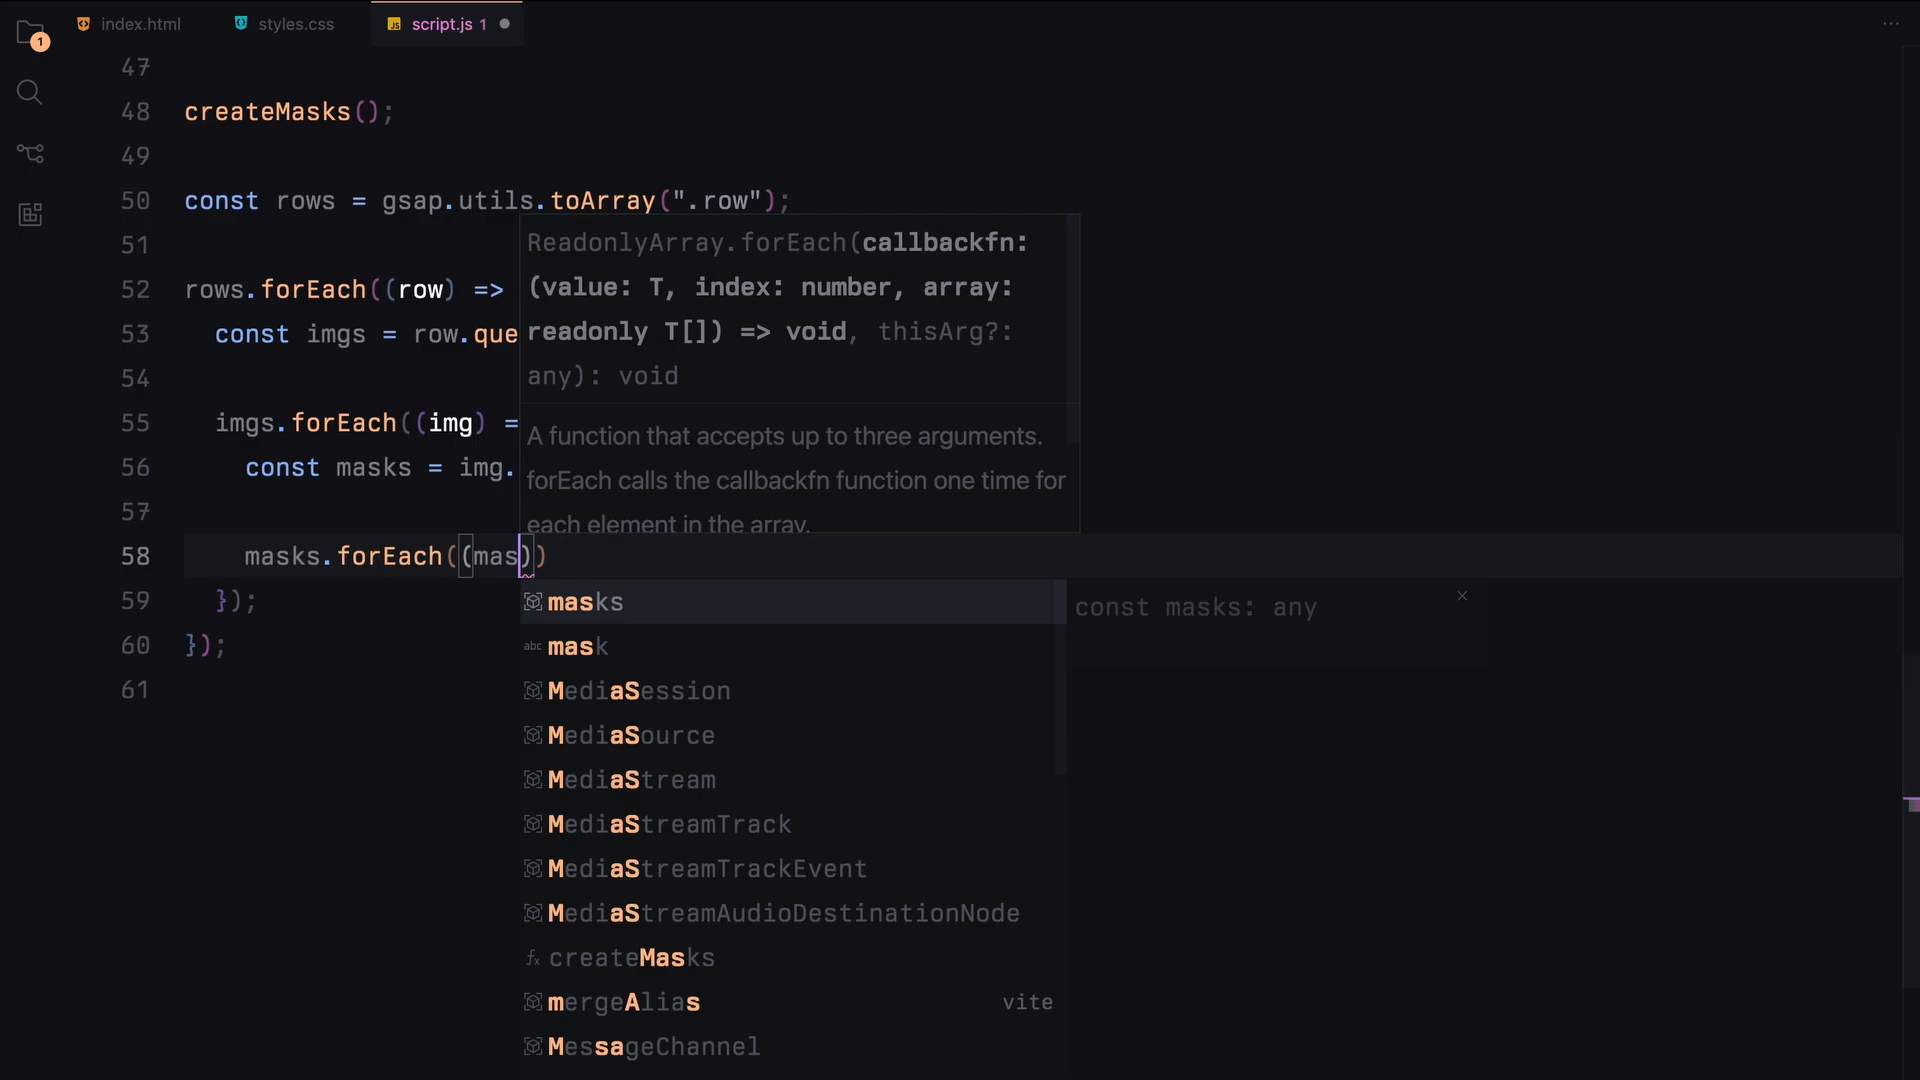 index.html
styles.css
script.js 1
1
47
48 createMasks();
49
50 const rows = gsap.utils.toArray(".row");
51
52 rows.forEach((row) =>
53 const imgs = row.que
54
55 imgs.forEach((img) =
56 const masks = img.
57
58 masks.forEach((mas))
59 });
60 });
61
ReadonlyArray.forEach(callbackfn:
(value: T, index: number, array:
readonly T[]) => void, thisArg?:
any): void
A function that accepts up to three arguments.
forEach calls the callbackfn function one time for
each element in the array.
masks
const masks: any
mask
MediaSession
MediaSource
MediaStream
MediaStreamTrack
MediaStreamTrackEvent
MediaStreamAudioDestinationNode
createMasks
mergeAlias vite
MessageChannel